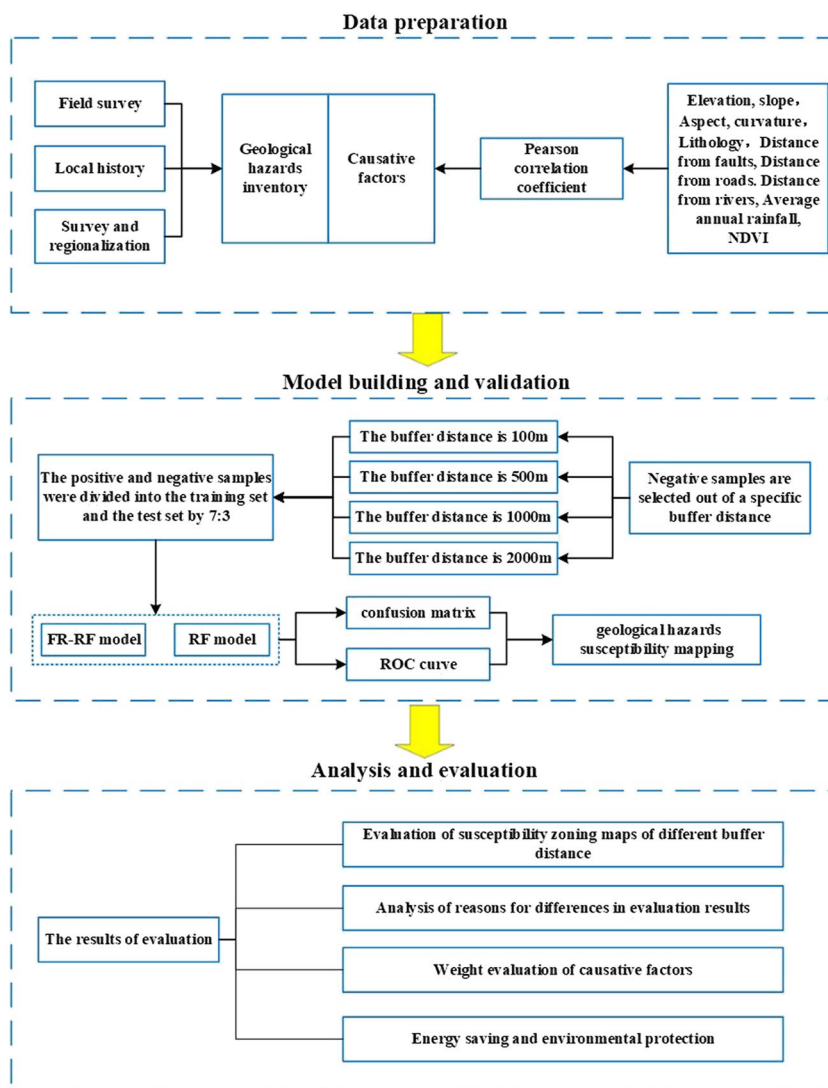 Data preparation
Field survey
Local history
Survey and
regionalization
Geological
hazards
inventory
Causative
factors
Pearson
correlation
coefficient
Elevation, slope，
Aspect, curvature，
Lithology， Distance
from faults, Distance
from roads. Distance
from rivers, Average
annual rainfall,
NDVI
Model building and validation
The positive and negative samples
were divided into the training set
and the test set by 7:3
The buffer distance is 100m
The buffer distance is 500m
The buffer distance is 1000m
The buffer distance is 2000m
Negative samples are
selected out of a specific
buffer distance
FR-RF model
RF model
confusion matrix
ROC curve
geological hazards
susceptibility mapping
Analysis and evaluation
The results of evaluation
Evaluation of susceptibility zoning maps of different buffer
distance
Analysis of reasons for differences in evaluation results
Weight evaluation of causative factors
Energy saving and environmental protection